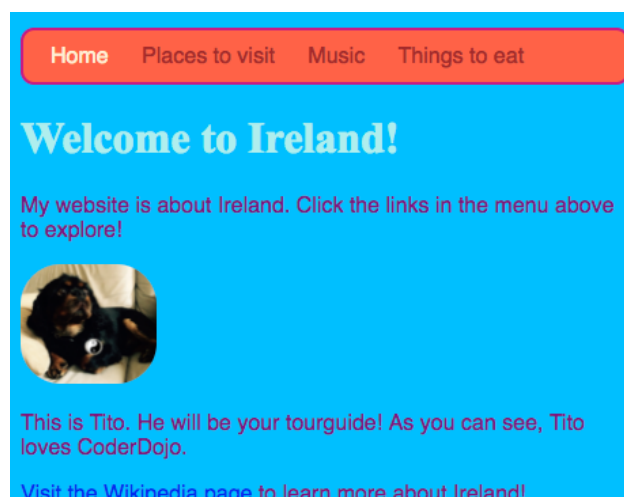 Home Places to visit Music Things to eat
Welcome to Ireland!
My website is about Ireland. Click the links in the menu above
to explore!
This is Tito. He will be your tourguide! As you can see, Tito
loves CoderDojo.
Visit the Wikipedia page to learn more about Ireland!